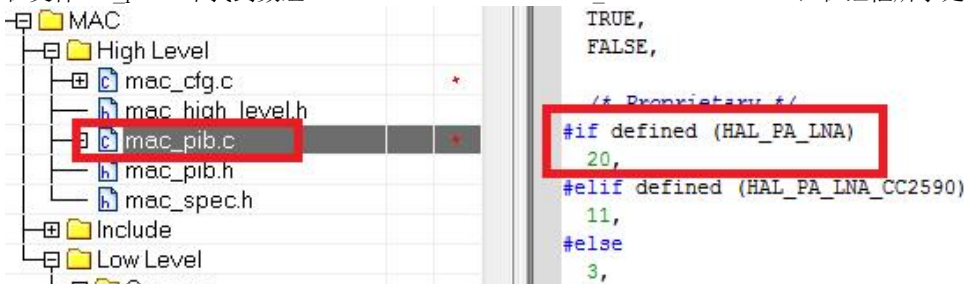 MAC
High Level
mac_cfg.c
mac_high_level.h
mac_pib.c
mac_pib.h
mac_spec.h
Include
Low Level
TRUE,
FALSE,
/* Proprietary */
#if defined (HAL_PA_LNA)
20,
#elif defined (HAL_PA_LNA_CC2590)
11,
#else
3,